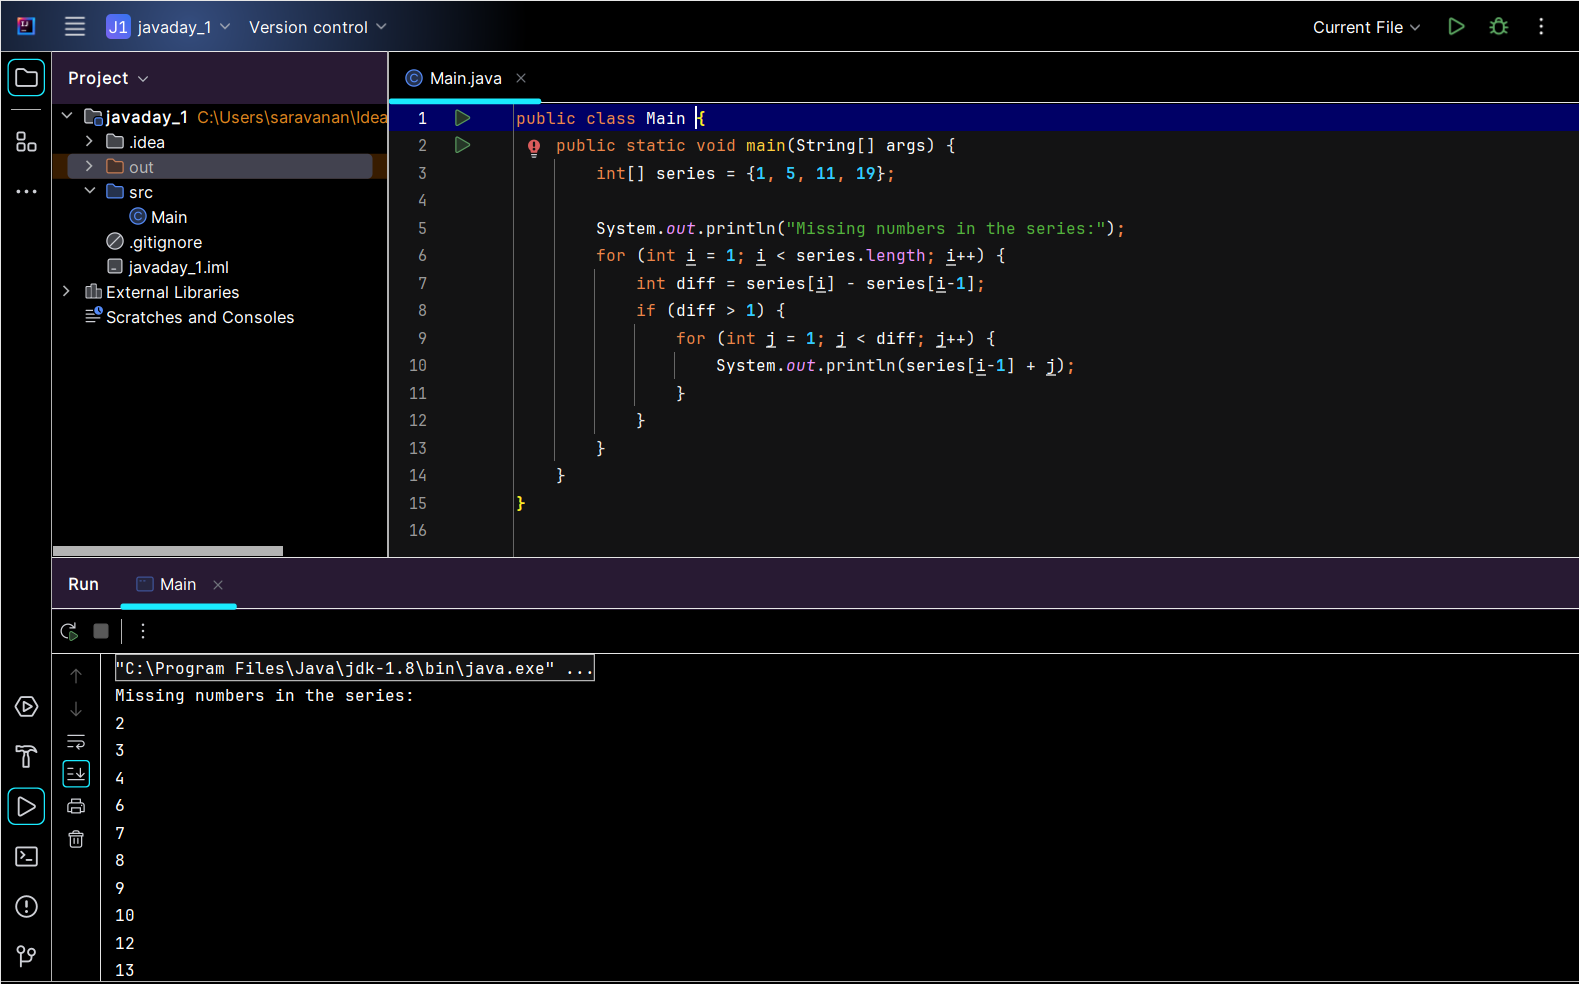 J1 javaday_1 Version control Current File
Project
Main.java
javaday_1 C:\Users\saravanan\Idea
.idea
out
src
Main
.gitignore
javaday_1.iml
External Libraries
Scratches and Consoles
1 public class Main {
2 public static void main(String[] args) {
3 int[] series = {1, 5, 11, 19};
4
5 System.out.println("Missing numbers in the series:");
6 for (int i = 1; i < series.length; i++) {
7 int diff = series[i] - series[i-1];
8 if (diff > 1) {
9 for (int j = 1; j < diff; j++) {
10 System.out.println(series[i-1] + j);
11 }
12 }
13 }
14 }
15 }
16
Run Main
"C:\Program Files\Java\jdk-1.8\bin\java.exe" ...
Missing numbers in the series:
2
3
4
6
7
8
9
10
12
13